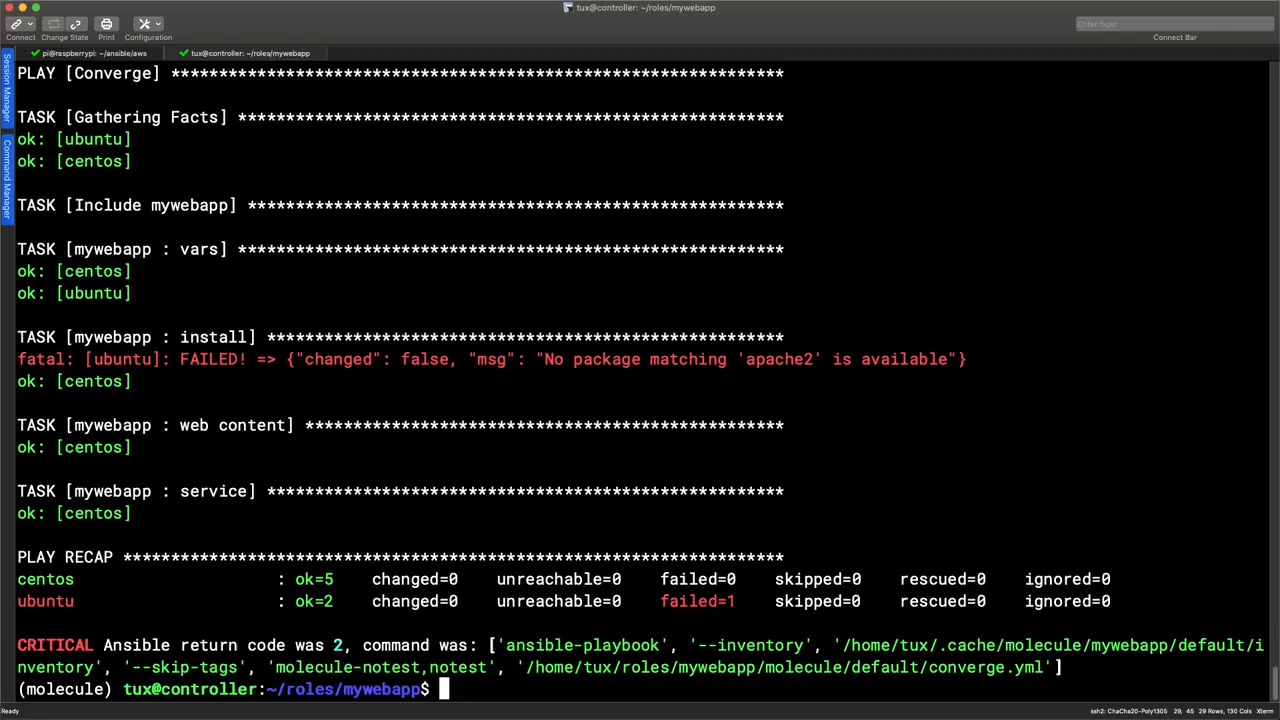 tux@controller: ~/roles/mywebapp
Connect
Change State
Print
Configuration
Enter host
Connect Bar
pi@raspberrypi: ~/ansible/aws
tux@controller: ~/roles/mywebapp
Session Manager
Command Manager
PLAY [Converge] ****************************************************************
TASK [Gathering Facts] *********************************************************
ok: [ubuntu]
ok: [centos]
TASK [Include mywebapp] ********************************************************
TASK [mywebapp : vars] *********************************************************
ok: [centos]
ok: [ubuntu]
TASK [mywebapp : install] ******************************************************
fatal: [ubuntu]: FAILED! => {"changed": false, "msg": "No package matching 'apache2' is available"}
ok: [centos]
TASK [mywebapp : web content] **************************************************
ok: [centos]
TASK [mywebapp : service] ******************************************************
ok: [centos]
PLAY RECAP *********************************************************************
centos : ok=5 changed=0 unreachable=0 failed=0 skipped=0 rescued=0 ignored=0
ubuntu : ok=2 changed=0 unreachable=0 failed=1 skipped=0 rescued=0 ignored=0
CRITICAL Ansible return code was 2, command was: ['ansible-playbook', '--inventory', '/home/tux/.cache/molecule/mywebapp/default/i
nventory', '--skip-tags', 'molecule-notest,notest', '/home/tux/roles/mywebapp/molecule/default/converge.yml']
(molecule) tux@controller:~/roles/mywebapp$
Ready
ssh2: ChaCha20-Poly1305 29, 45 29 Rows, 130 Cols Xterm